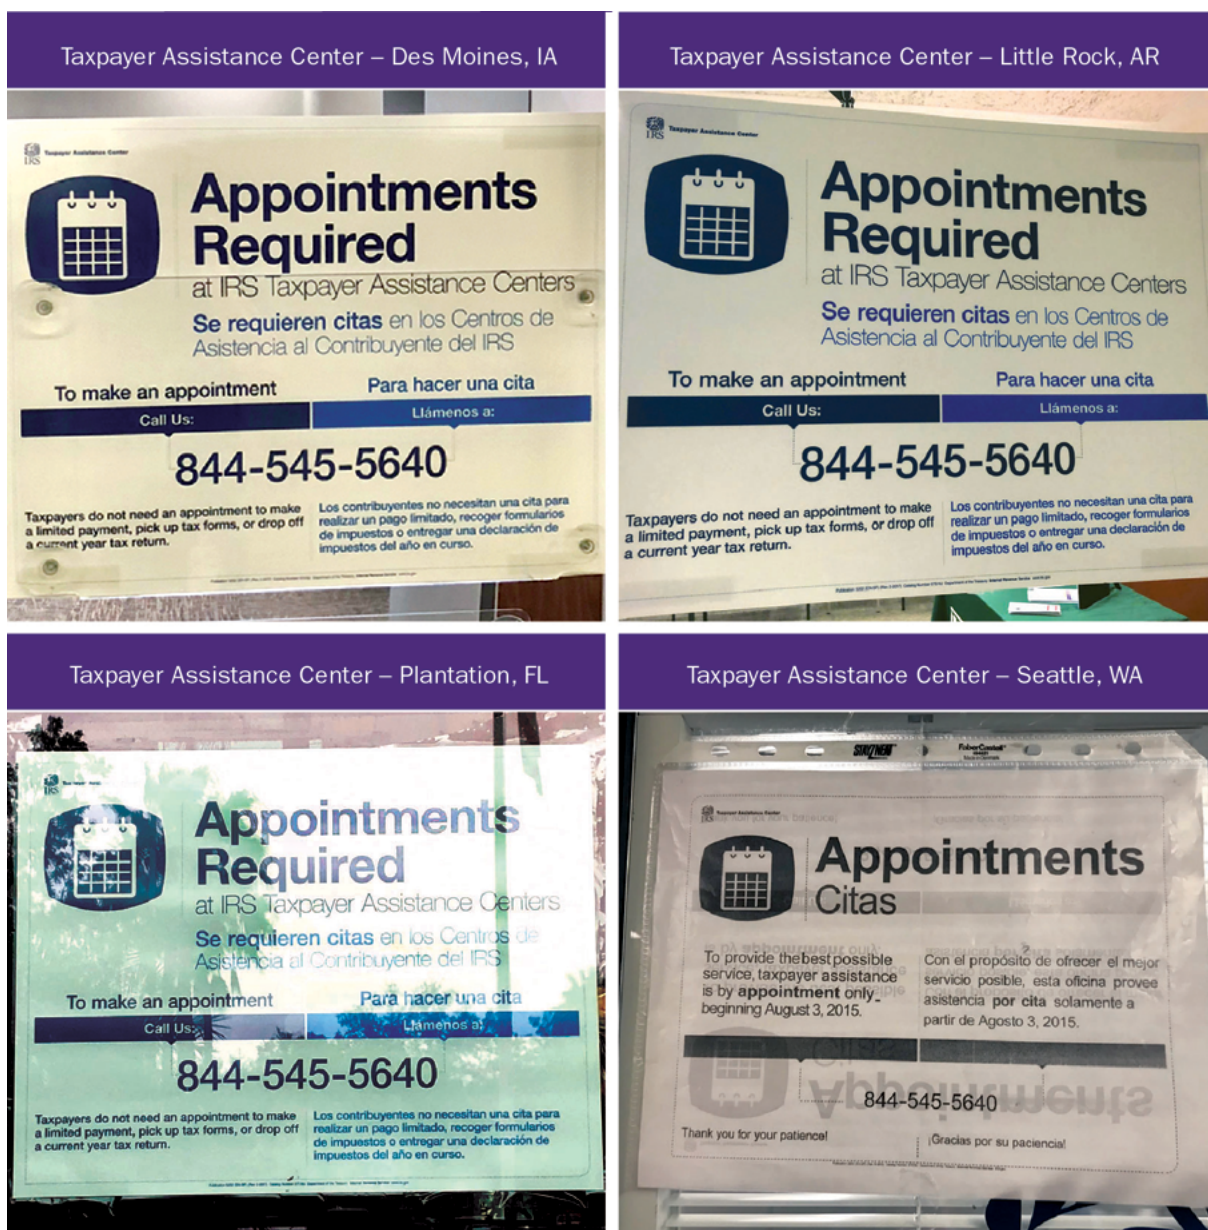 Taxpayer Assistance Center – Des Moines, IA
IRS Taxpayer Assistance Center
Appointments
Required
at IRS Taxpayer Assistance Centers
Se requieren citas en los Centros de
Asistencia al Contribuyente del IRS
To make an appointment
Para hacer una cita
Call Us:
Llámenos a:
844-545-5640
Taxpayers do not need an appointment to make
a limited payment, pick up tax forms, or drop off
a current year tax return.
Los contribuyentes no necesitan una cita para
realizar un pago limitado, recoger formularios
de impuestos o entregar una declaración de
impuestos del año en curso.
Taxpayer Assistance Center – Little Rock, AR
IRS Taxpayer Assistance Center
Appointments
Required
at IRS Taxpayer Assistance Centers
Se requieren citas en los Centros de
Asistencia al Contribuyente del IRS
To make an appointment
Para hacer una cita
Call Us:
Llámenos a:
844-545-5640
Taxpayers do not need an appointment to make
a limited payment, pick up tax forms, or drop off
a current year tax return.
Los contribuyentes no necesitan una cita para
realizar un pago limitado, recoger formularios
de impuestos o entregar una declaración de
impuestos del año en curso.
Taxpayer Assistance Center – Plantation, FL
IRS
Appointments
Required
at IRS Taxpayer Assistance Centers
Se requieren citas en los Centros de
Asistencia al Contribuyente del IRS
To make an appointment
Para hacer una cita
Call Us:
Llámenos a:
844-545-5640
Taxpayers do not need an appointment to make
a limited payment, pick up tax forms, or drop off
a current year tax return.
Los contribuyentes no necesitan una cita para
realizar un pago limitado, recoger formularios
de impuestos o entregar una declaración de
impuestos del año en curso.
Taxpayer Assistance Center – Seattle, WA
FaberCastell
IRS Taxpayer Assistance Center
Appointments
Citas
To provide the best possible
service, taxpayer assistance
is by appointment only
beginning August 3, 2015.
Con el propósito de ofrecer el mejor
servicio posible, esta oficina provee
asistencia por cita solamente a
partir de Agosto 3, 2015.
844-545-5640
Thank you for your patience!
¡Gracias por su paciencia!